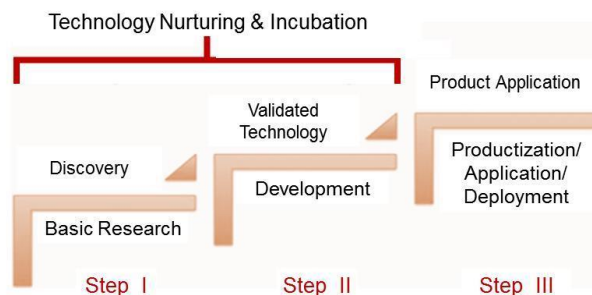 Technology Nurturing & Incubation
Product Application
Validated
Technology
Discovery
Productization/
Application/
Deployment
Development
Basic Research
Step I
Step II
Step III